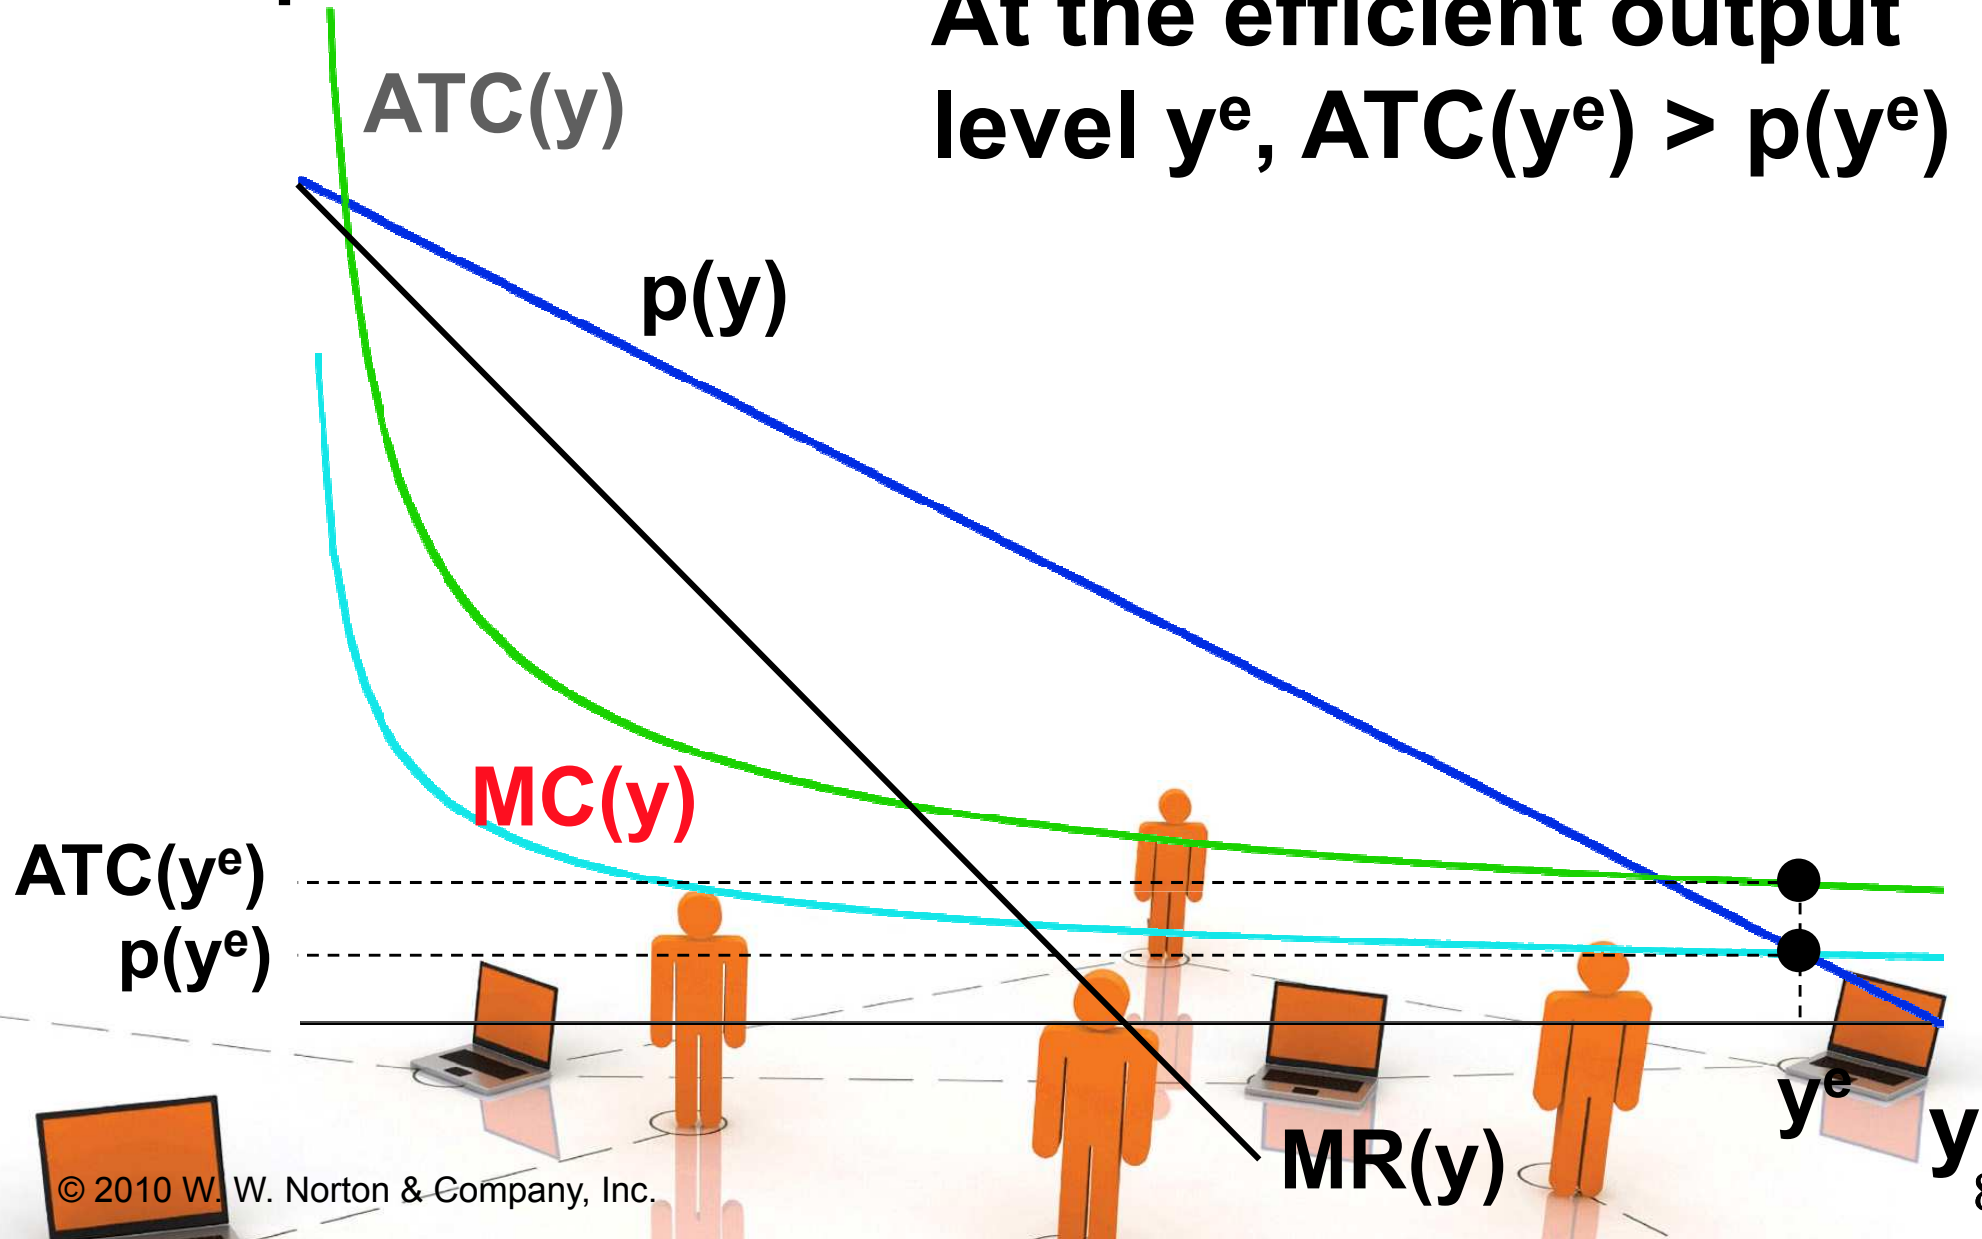 At the efficient output
level yᵉ, ATC(yᵉ) > p(yᵉ)
ATC(y)
p(y)
MC(y)
ATC(yᵉ)
p(yᵉ)
yᵉ
y
MR(y)
© 2010 W. W. Norton & Company, Inc.